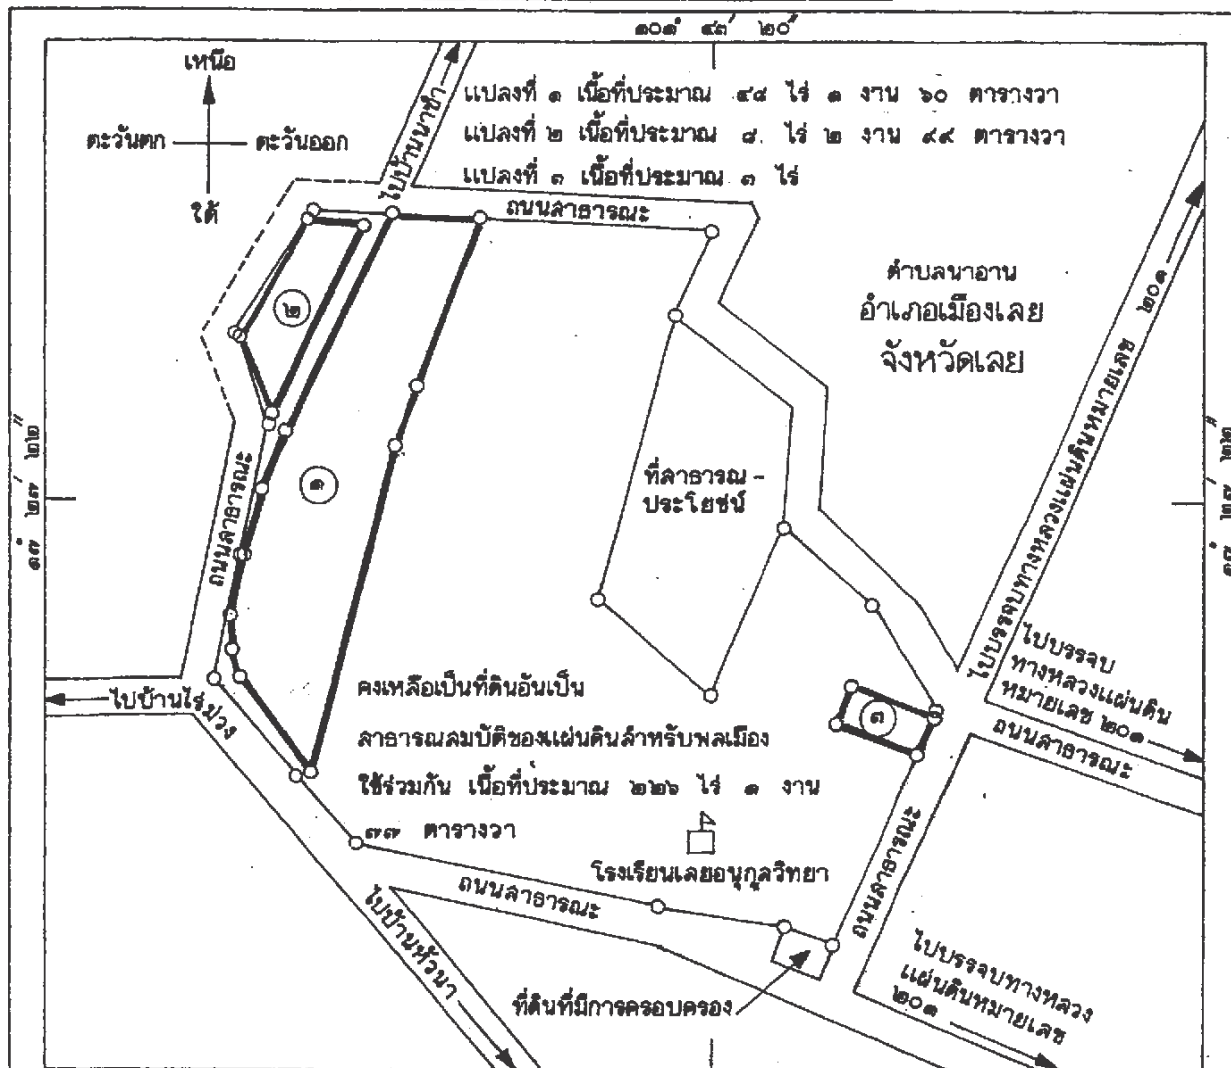 ๑๐๑° ๔๓′ ๒๐″
เหนือ
ตะวันตก
ตะวันออก
ใต้
ไปบ้านนาซำ
แปลงที่ ๑ เนื้อที่ประมาณ ๔๘ ไร่ ๑ งาน ๖๐ ตารางวา
แปลงที่ ๒ เนื้อที่ประมาณ ๘ ไร่ ๒ งาน ๙๙ ตารางวา
แปลงที่ ๓ เนื้อที่ประมาณ ๓ ไร่
ถนนสาธารณะ
ตำบลนาอาน
อำเภอเมืองเลย
จังหวัดเลย
๒
๑
ที่สาธารณ-
ประโยชน์
ไปบรรจบทางหลวงแผ่นดินหมายเลข ๒๐๑
๑๗° ๒๗′ ๒๒″
๑๗° ๒๗′ ๒๒″
ถนนสาธารณะ
ไปบรรจบ
ทางหลวงแผ่นดิน
หมายเลข ๒๐๑
ถนนสาธารณะ
ไปบ้านไร่ม่วง
๓
คงเหลือเป็นที่ดินอันเป็น
สาธารณสมบัติของแผ่นดินสำหรับพลเมือง
ใช้ร่วมกัน เนื้อที่ประมาณ ๒๒๖ ไร่ ๑ งาน
๗๗ ตารางวา
โรงเรียนเลยอนุกูลวิทยา
ถนนสาธารณะ
ถนนสาธารณะ
ไปบ้านหัวนา
ที่ดินที่มีการครอบครอง
ไปบรรจบทางหลวง
แผ่นดินหมายเลข
๒๐๑